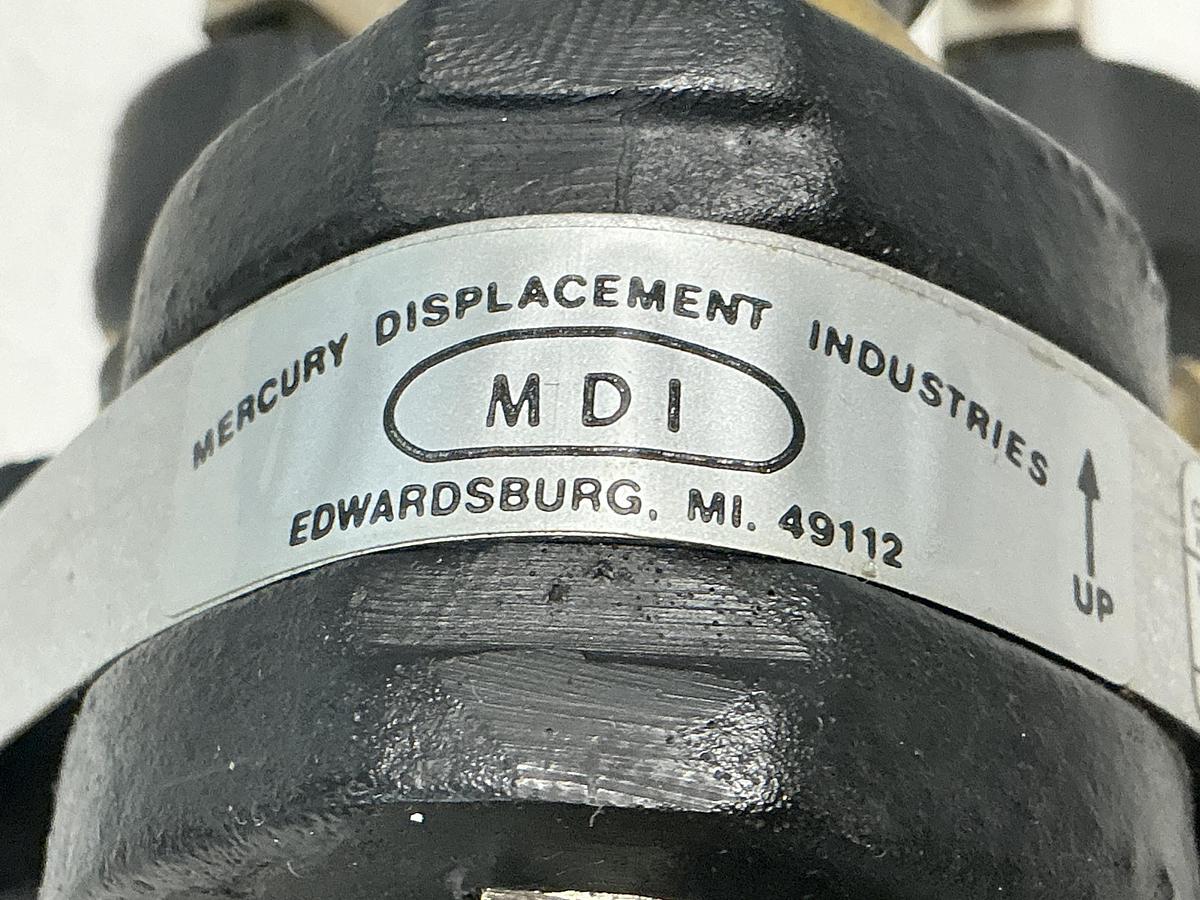 MERCURY DISPLACEMENT INDUSTRIES
MDI
EDWARDSBURG, MI. 49112
UP